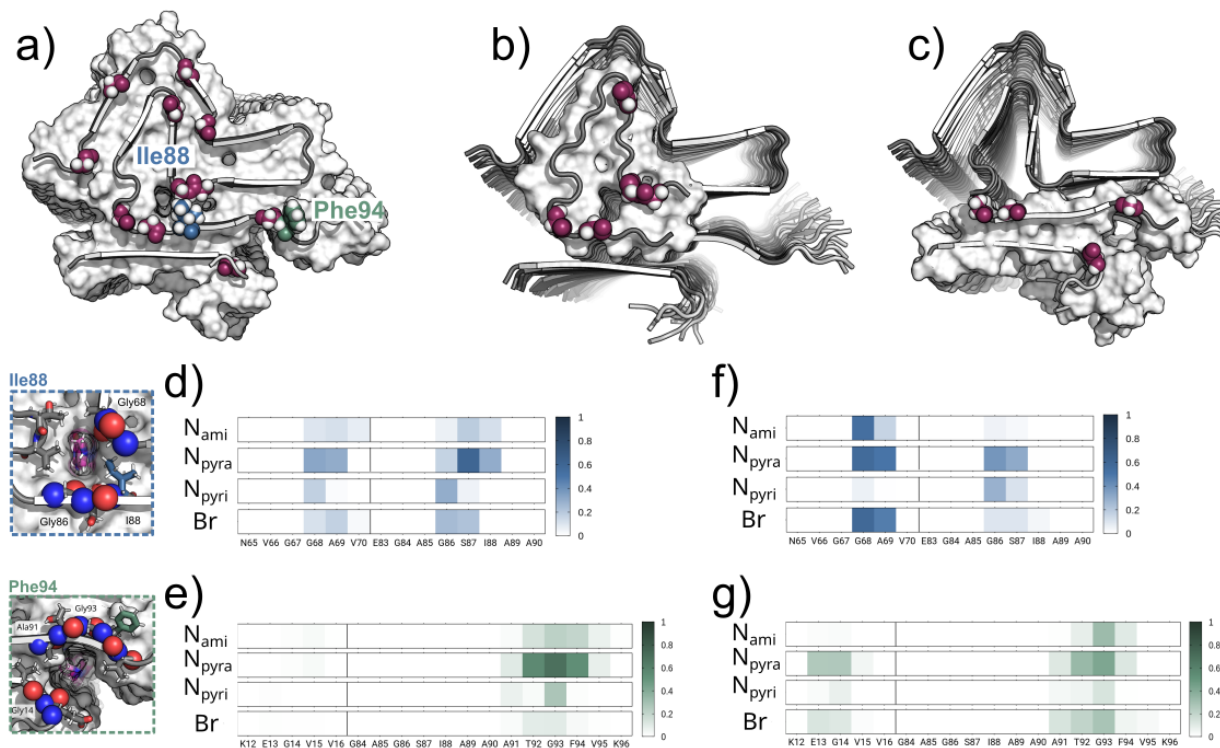 a)
b)
c)
Ile88
Phe94
Ile88
Gly68
Gly86
I88
d)
N_ami
N_pyra
N_pyri
Br
N65 V66 G67 G68 A69 V70 E83 G84 A85 G86 S87 I88 A89 A90
1
0.8
0.6
0.4
0.2
0
f)
N_ami
N_pyra
N_pyri
Br
N65 V66 G67 G68 A69 V70 E83 G84 A85 G86 S87 I88 A89 A90
1
0.8
0.6
0.4
0.2
0
Phe94
Gly93
Ala91
Gly14
e)
N_ami
N_pyra
N_pyri
Br
K12 E13 G14 V15 V16 G84 A85 G86 S87 I88 A89 A90 A91 T92 G93 F94 V95 K96
1
0.8
0.6
0.4
0.2
0
g)
N_ami
N_pyra
N_pyri
Br
K12 E13 G14 V15 V16 G84 A85 G86 S87 I88 A89 A90 A91 T92 G93 F94 V95 K96
1
0.8
0.6
0.4
0.2
0